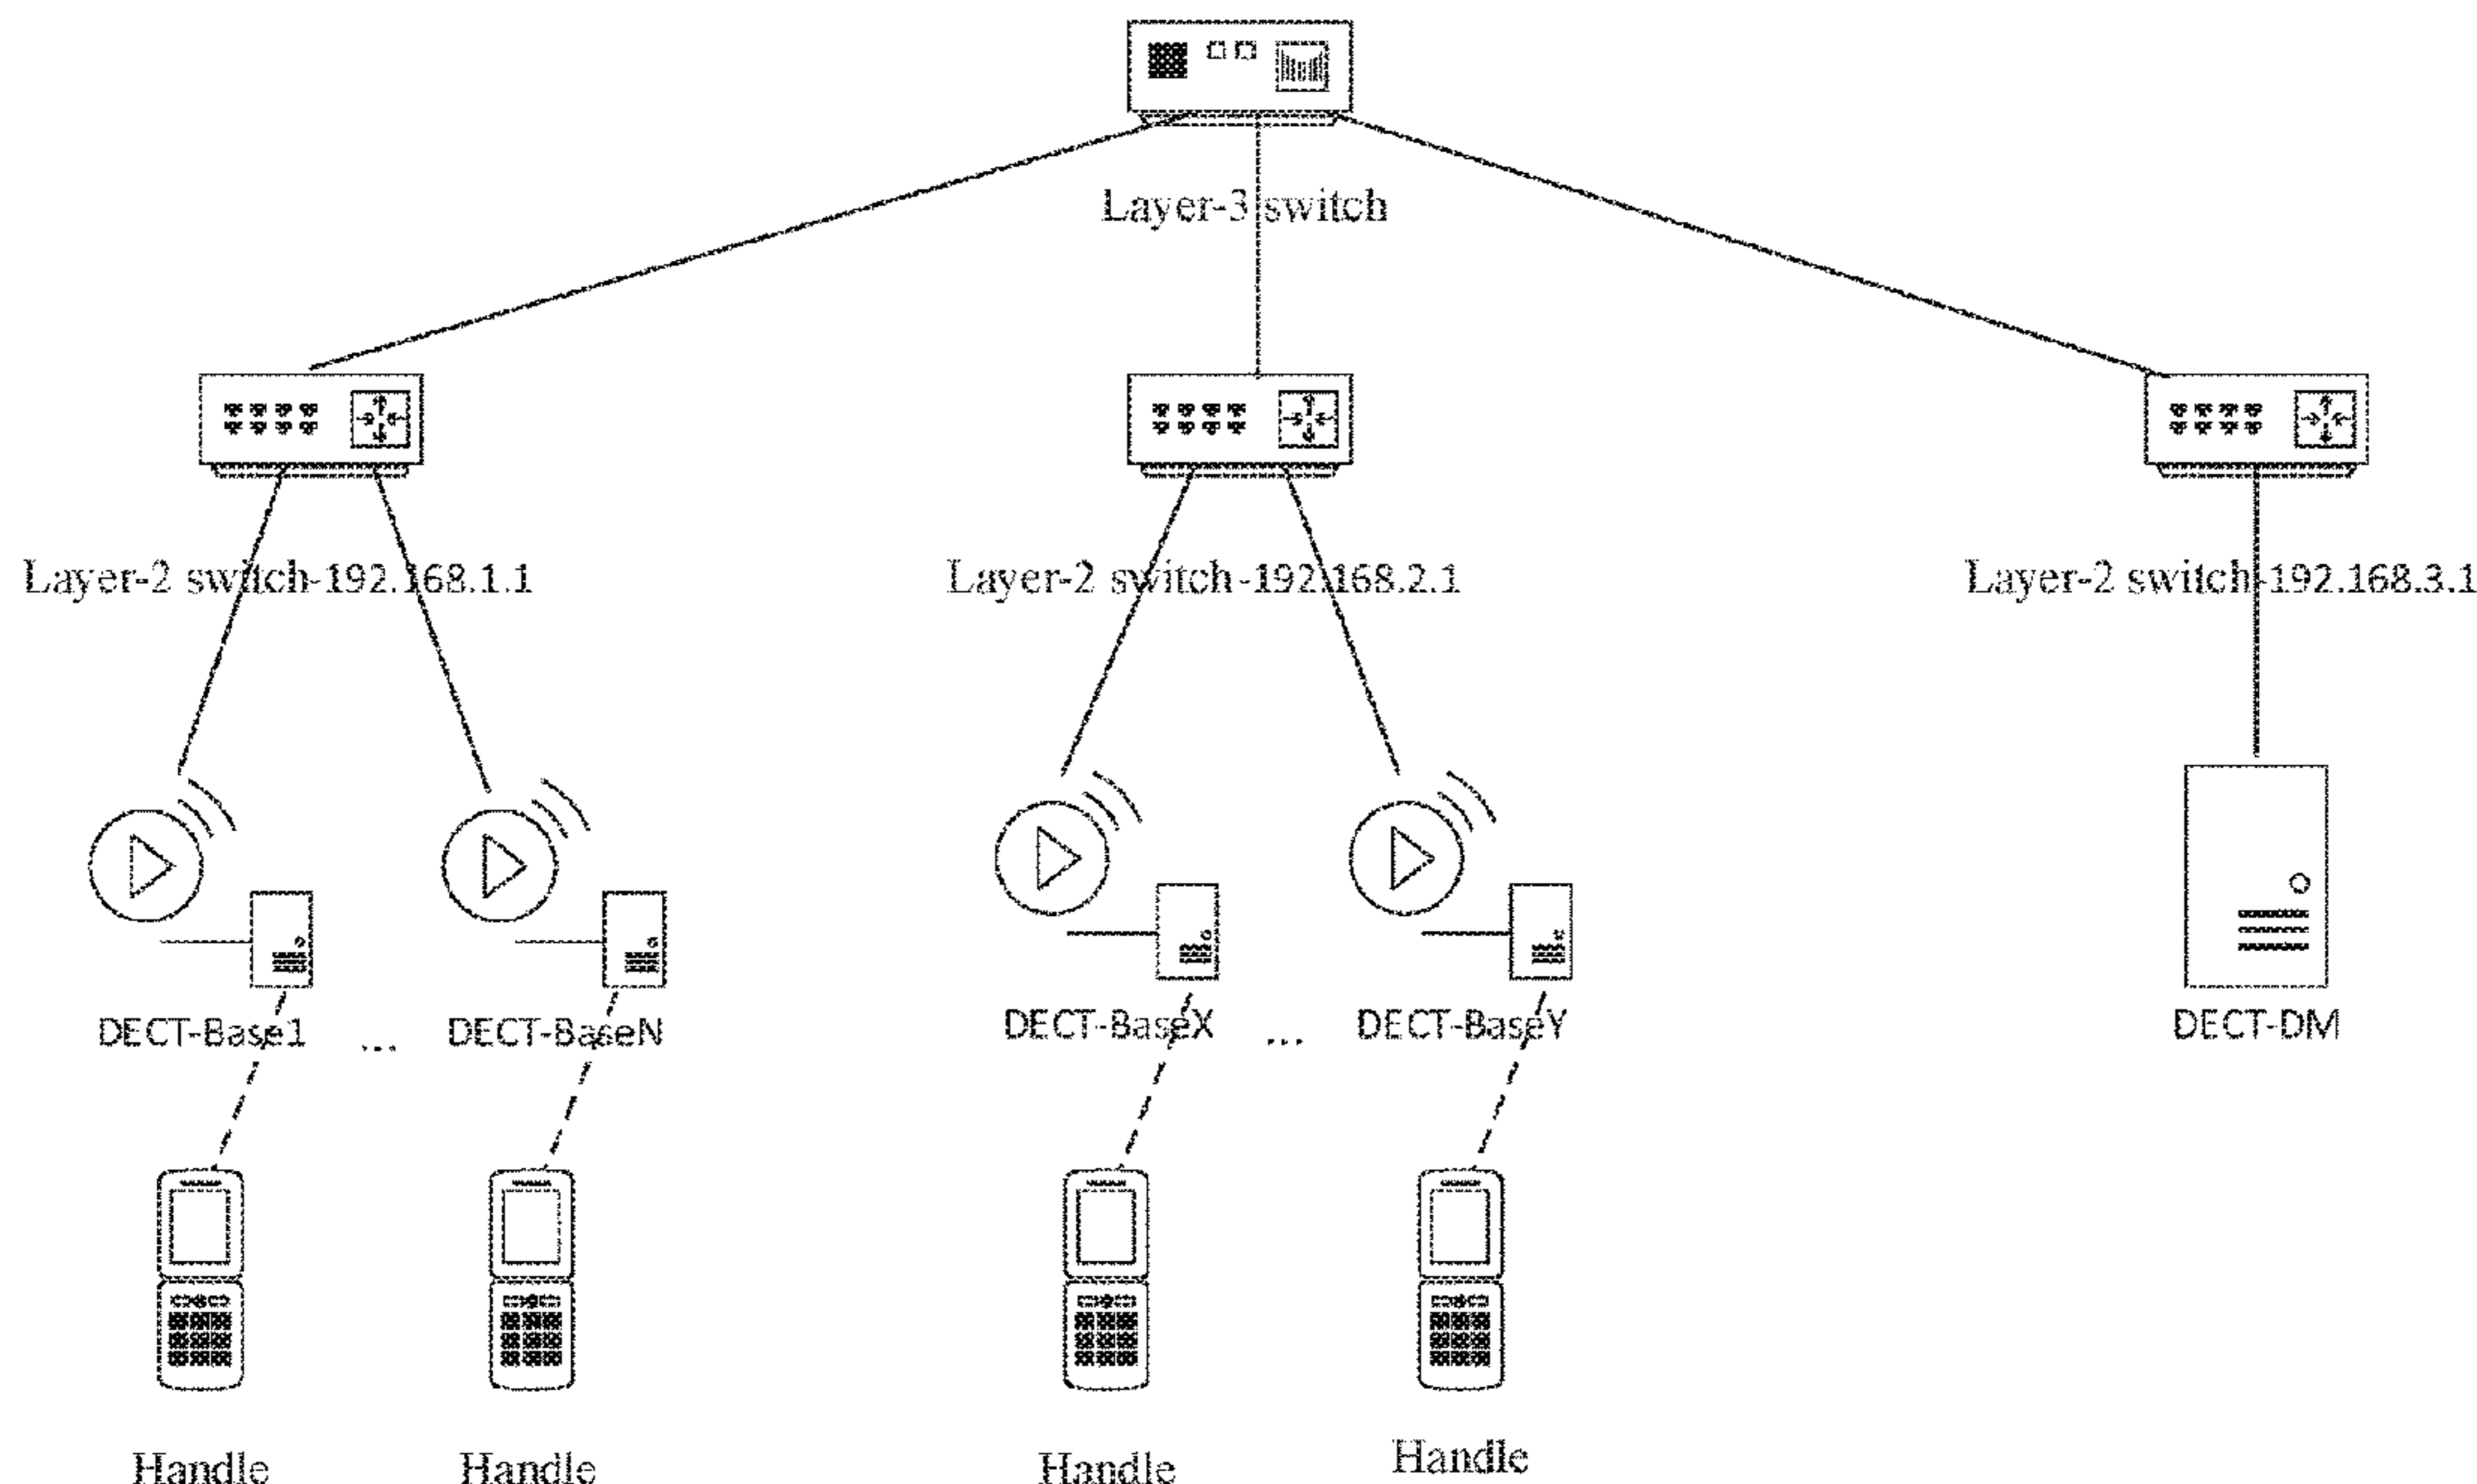 Layer-3 switch
Layer-2 switch-192.168.1.1
Layer-2 switch-192.168.2.1
Layer-2 switch-192.168.3.1
DECT-Base1
...
DECT-BaseN
DECT-BaseX
...
DECT-BaseY
DECT-DM
Handle
Handle
Handle
Handle